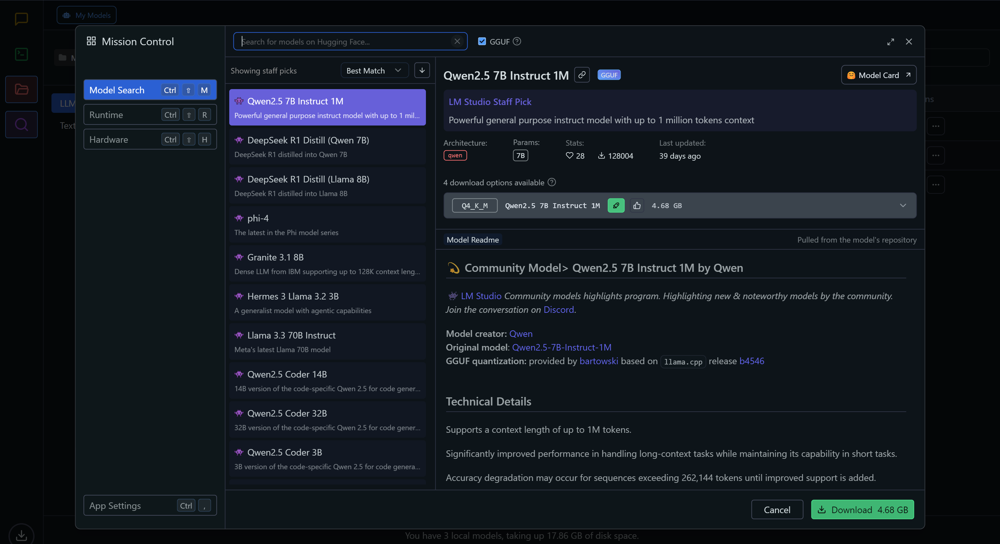 My Models
Mission Control
Search for models on Hugging Face...
GGUF
Model Search Ctrl ⇧ M
Runtime Ctrl ⇧ R
Hardware Ctrl ⇧ H
App Settings Ctrl ,
LLM
Text
Showing staff picks
Best Match
Qwen2.5 7B Instruct 1M
Powerful general purpose instruct model with up to 1 mil...
DeepSeek R1 Distill (Qwen 7B)
DeepSeek R1 distilled into Qwen 7B
DeepSeek R1 Distill (Llama 8B)
DeepSeek R1 distilled into Llama 8B
phi-4
The latest in the Phi model series
Granite 3.1 8B
Dense LLM from IBM supporting up to 128K context leng...
Hermes 3 Llama 3.2 3B
A generalist model with agentic capabilities
Llama 3.3 70B Instruct
Meta's latest Llama 70B model
Qwen2.5 Coder 14B
14B version of the code-specific Qwen 2.5 for code gener...
Qwen2.5 Coder 32B
32B version of the code-specific Qwen 2.5 for code gener...
Qwen2.5 Coder 3B
3B version of the code-specific Qwen 2.5 for code genera...
Qwen2.5 7B Instruct 1M GGUF
Model Card
LM Studio Staff Pick
Powerful general purpose instruct model with up to 1 million tokens context
Architecture: Params: Stats: Last updated:
qwen 7B 28 128004 39 days ago
4 download options available
Q4_K_M Qwen2.5 7B Instruct 1M 4.68 GB
Model Readme Pulled from the model's repository
Community Model> Qwen2.5 7B Instruct 1M by Qwen
LM Studio Community models highlights program. Highlighting new & noteworthy models by the community.
Join the conversation on Discord.
Model creator: Qwen
Original model: Qwen2.5-7B-Instruct-1M
GGUF quantization: provided by bartowski based on llama.cpp release b4546
Technical Details
Supports a context length of up to 1M tokens.
Significantly improved performance in handling long-context tasks while maintaining its capability in short tasks.
Accuracy degradation may occur for sequences exceeding 262,144 tokens until improved support is added.
Cancel
Download 4.68 GB
You have 3 local models, taking up 17.86 GB of disk space.